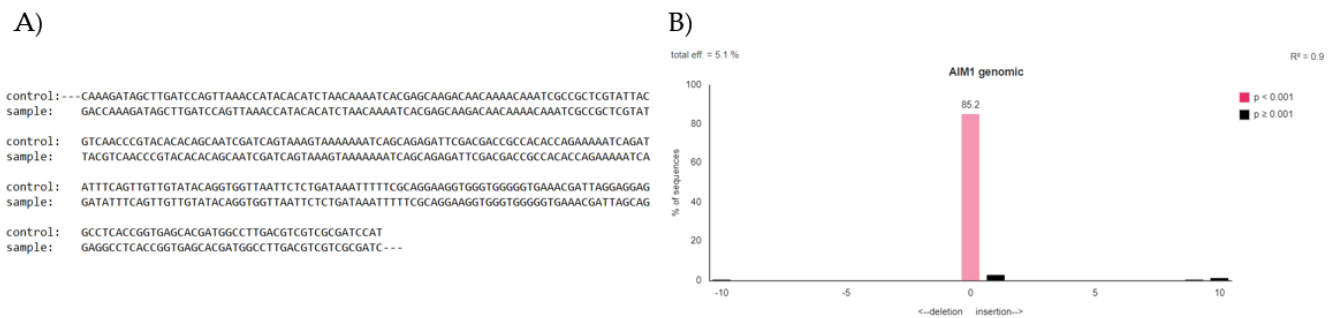 A)
control:---CAAAGATAGCTTGATCCAGTTAAACCATACACATCTAACAAAATCACGAGCAAGACAACAAAACAAATCGCCGCTCGTATTAC
sample: GACCAAAGATAGCTTGATCCAGTTAAACCATACACATCTAACAAAATCACGAGCAAGACAACAAAACAAATCGCCGCTCGTAT
control: GTCAACCCGTACACACAGCAATCGATCAGTAAAGTAAAAAAATCAGCAGAGATTCGACGACCGCCACACCAGAAAAATCAGAT
sample: TACGTCAACCCGTACACACAGCAATCGATCAGTAAAGTAAAAAAATCAGCAGAGATTCGACGACCGCCACACCAGAAAAATCA
control: ATTTCAGTTGTTGTATACAGGTGGTTAATTCTCTGATAAATTTTTCGCAGGAAGGTGGGTGGGGGTGAAACGATTAGGAGGAG
sample: GATATTTCAGTTGTTGTATACAGGTGGTTAATTCTCTGATAAATTTTTCGCAGGAAGGTGGGTGGGGGTGAAACGATTAGCAG
control: GCCTCACCGGTGAGCACGATGGCCTTGACGTCGTCGCGATCCAT
sample: GAGGCCTCACCGGTGAGCACGATGGCCTTGACGTCGTCGCGATC---
B)
total eff. = 5.1 %
R² = 0.9
AIM1 genomic
p < 0.001
p ≥ 0.001
% of sequences
100
80
60
40
20
0
85.2
-10
-5
0
5
10
<--deletion insertion-->